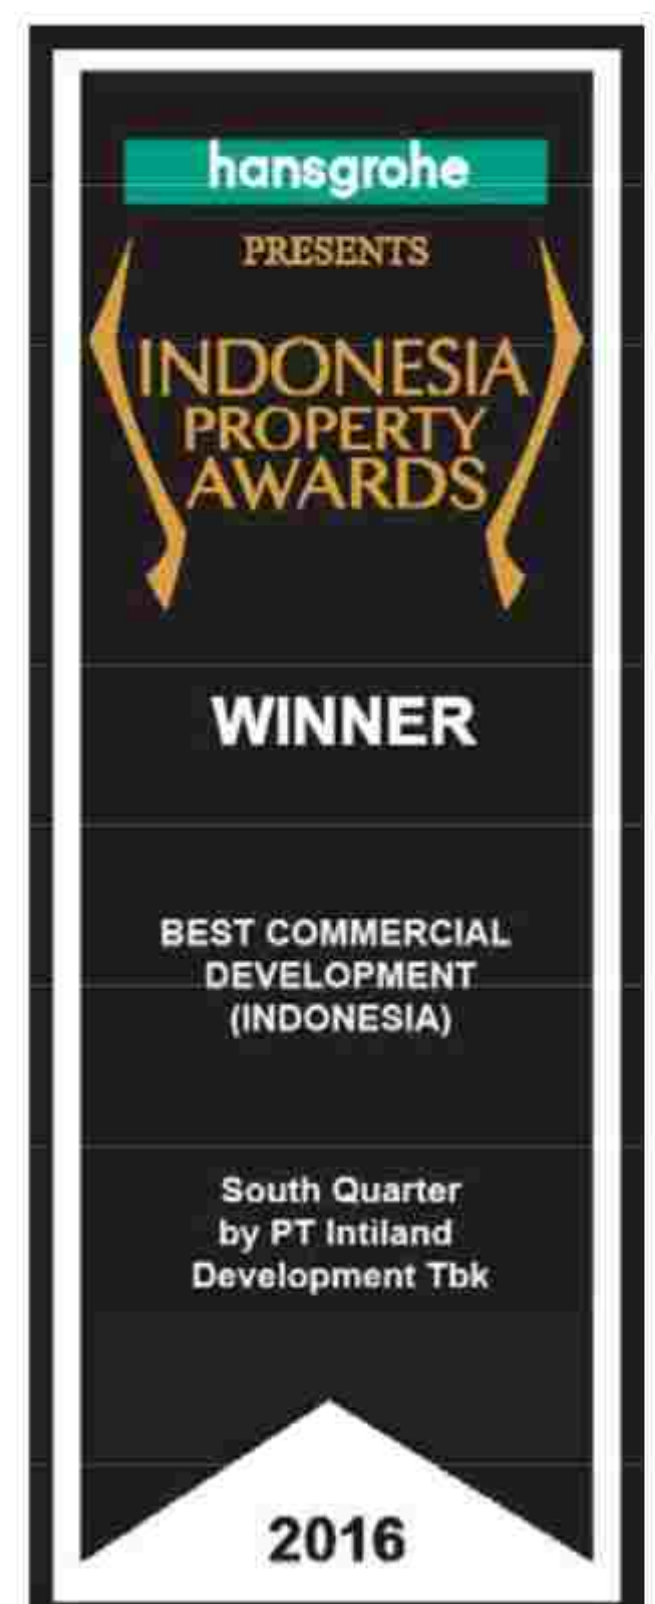 hansgrohe
PRESENTS
INDONESIA
PROPERTY
AWARDS
WINNER
BEST COMMERCIAL
DEVELOPMENT
(INDONESIA)
South Quarter
by PT Intiland
Development Tbk
2016